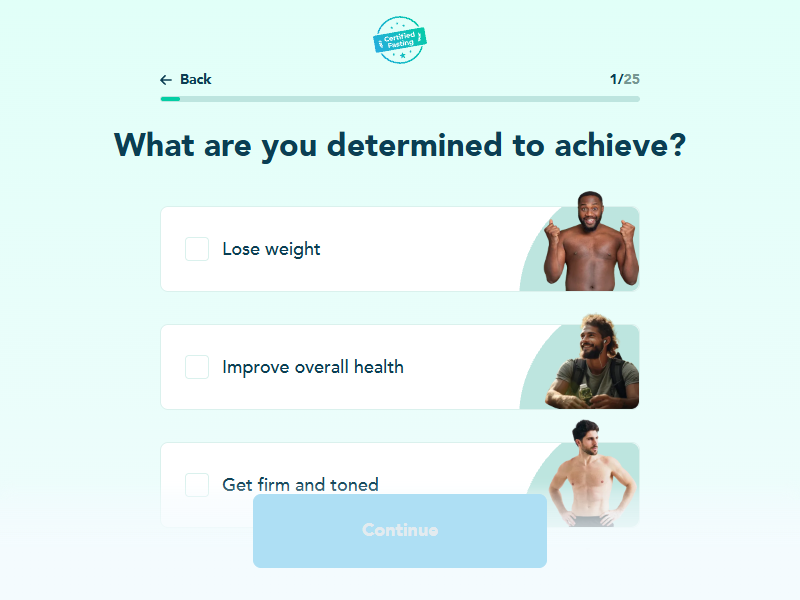 Certified
Fasting
Back
1/25
What are you determined to achieve?
Lose weight
Improve overall health
Get firm and toned
Continue